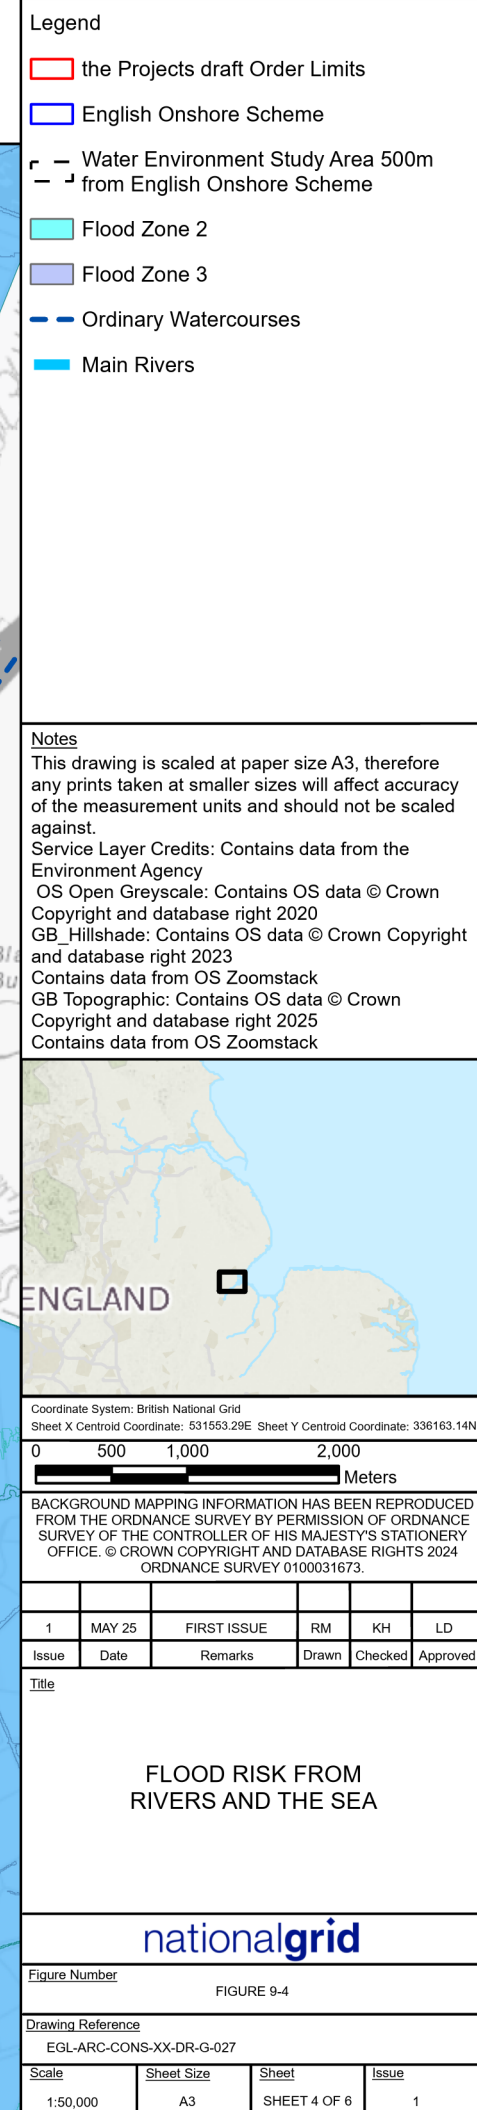 Legend
the Projects draft Order Limits
English Onshore Scheme
Water Environment Study Area 500m
from English Onshore Scheme
Flood Zone 2
Flood Zone 3
Ordinary Watercourses
Main Rivers
Notes
This drawing is scaled at paper size A3, therefore
any prints taken at smaller sizes will affect accuracy
of the measurement units and should not be scaled
against.
Service Layer Credits: Contains data from the
Environment Agency
OS Open Greyscale: Contains OS data © Crown
Copyright and database right 2020
GB_Hillshade: Contains OS data © Crown Copyright
and database right 2023
Contains data from OS Zoomstack
GB Topographic: Contains OS data © Crown
Copyright and database right 2025
Contains data from OS Zoomstack
ENGLAND
Coordinate System: British National Grid
Sheet X Centroid Coordinate: 531553.29E Sheet Y Centroid Coordinate: 336163.14N
0 500 1,000 2,000
Meters
BACKGROUND MAPPING INFORMATION HAS BEEN REPRODUCED
FROM THE ORDNANCE SURVEY BY PERMISSION OF ORDNANCE
SURVEY OF THE CONTROLLER OF HIS MAJESTY'S STATIONERY
OFFICE. © CROWN COPYRIGHT AND DATABASE RIGHTS 2024
ORDNANCE SURVEY 0100031673.
1 MAY 25 FIRST ISSUE RM KH LD
Issue Date Remarks Drawn Checked Approved
Title
FLOOD RISK FROM
RIVERS AND THE SEA
nationalgrid
Figure Number
FIGURE 9-4
Drawing Reference
EGL-ARC-CONS-XX-DR-G-027
Scale Sheet Size Sheet Issue
1:50,000 A3 SHEET 4 OF 6 1